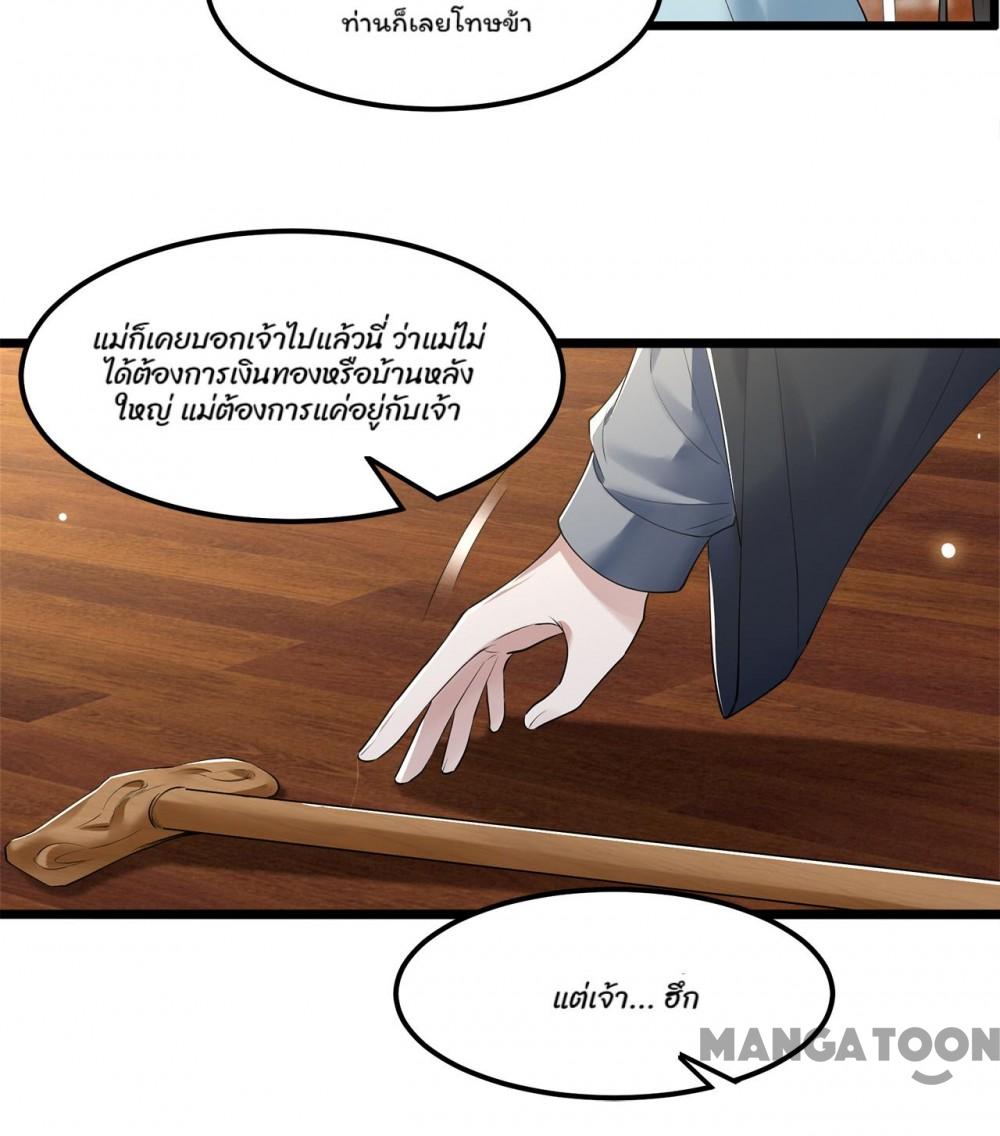 ท่านก็เลยโทษข้า
แม่ก็เคยบอกเจ้าไปแล้วนี่ ว่าแม่ไม่
ได้ต้องการเงินทองหรือบ้านหลัง
ใหญ่ แม่ต้องการแค่อยู่กับเจ้า
แต่เจ้า... ฮึก
MANGATOON